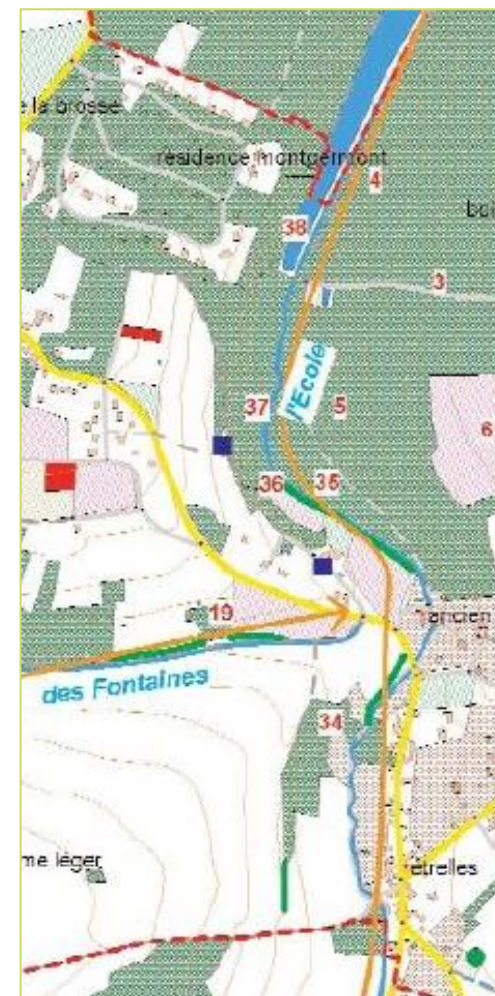 la brosse
résidence montgermont
4
38
3
l'Ecole
37
5
6
36
35
19
ancien
des Fontaines
34
me léger
étrelles